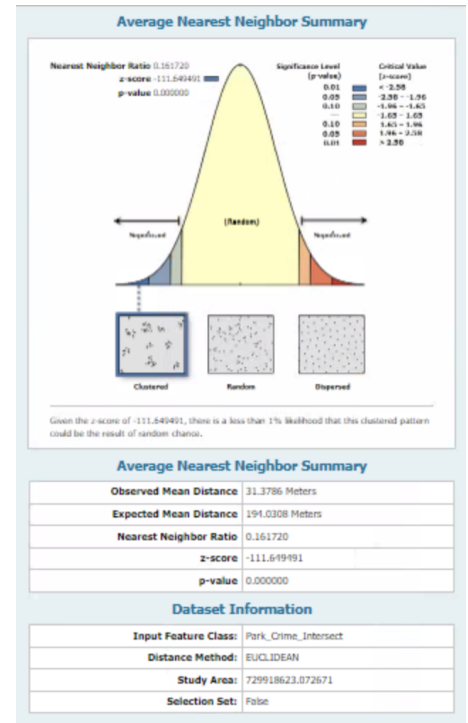 Average Nearest Neighbor Summary
Nearest Neighbor Ratio 0.161720
z-score -111.649491
p-value 0.000000
Significance Level
(p-value)
Critical Value
(z-score)
0.01 < -2.58
0.05 -2.58 - -1.96
0.10 -1.96 - -1.65
— -1.65 - 1.65
0.10 1.65 - 1.96
0.05 1.96 - 2.58
0.01 > 2.58
(Random)
Significant
Significant
Clustered
Random
Dispersed
Given the z-score of -111.649491, there is a less than 1% likelihood that this clustered pattern
could be the result of random chance.
Average Nearest Neighbor Summary
Observed Mean Distance 31.3786 Meters
Expected Mean Distance 194.0308 Meters
Nearest Neighbor Ratio 0.161720
z-score -111.649491
p-value 0.000000
Dataset Information
Input Feature Class: Park_Crime_Intersect
Distance Method: EUCLIDEAN
Study Area: 729918623.072671
Selection Set: False